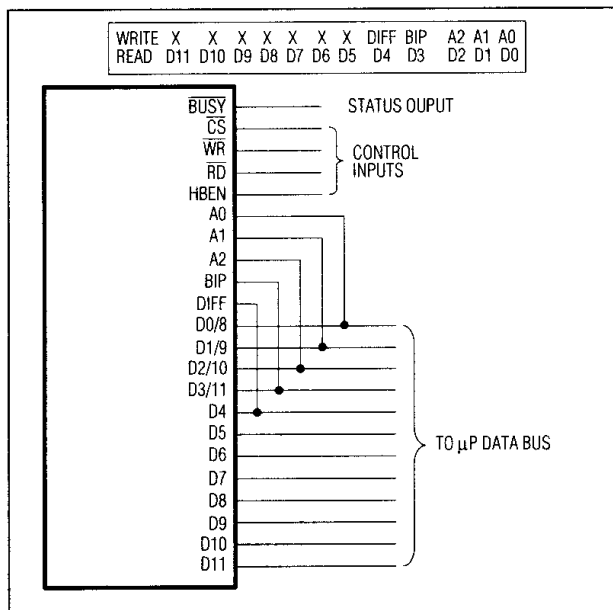 WRITE X X X X X X X DIFF BIP A2 A1 A0
READ D11 D10 D9 D8 D7 D6 D5 D4 D3 D2 D1 D0
BUSY STATUS OUPUT
CS
WR
RD
HBEN
CONTROL
INPUTS
A0
A1
A2
BIP
DIFF
D0/8
D1/9
D2/10
D3/11
D4
D5
D6
D7
D8
D9
D10
D11
TO µP DATA BUS